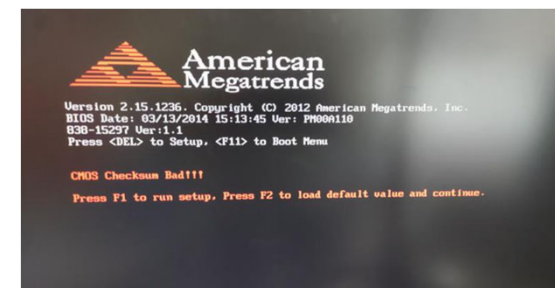 American
Megatrends
Version 2.15.1236. Copyright (C) 2012 American Megatrends, Inc.
BIOS Date: 03/13/2014 15:13:45 Ver: PM00A110
838-15297 Ver:1.1
Press <DEL> to Setup, <F11> to Boot Menu
CMOS Checksum Bad!!!
Press F1 to run setup, Press F2 to load default value and continue.